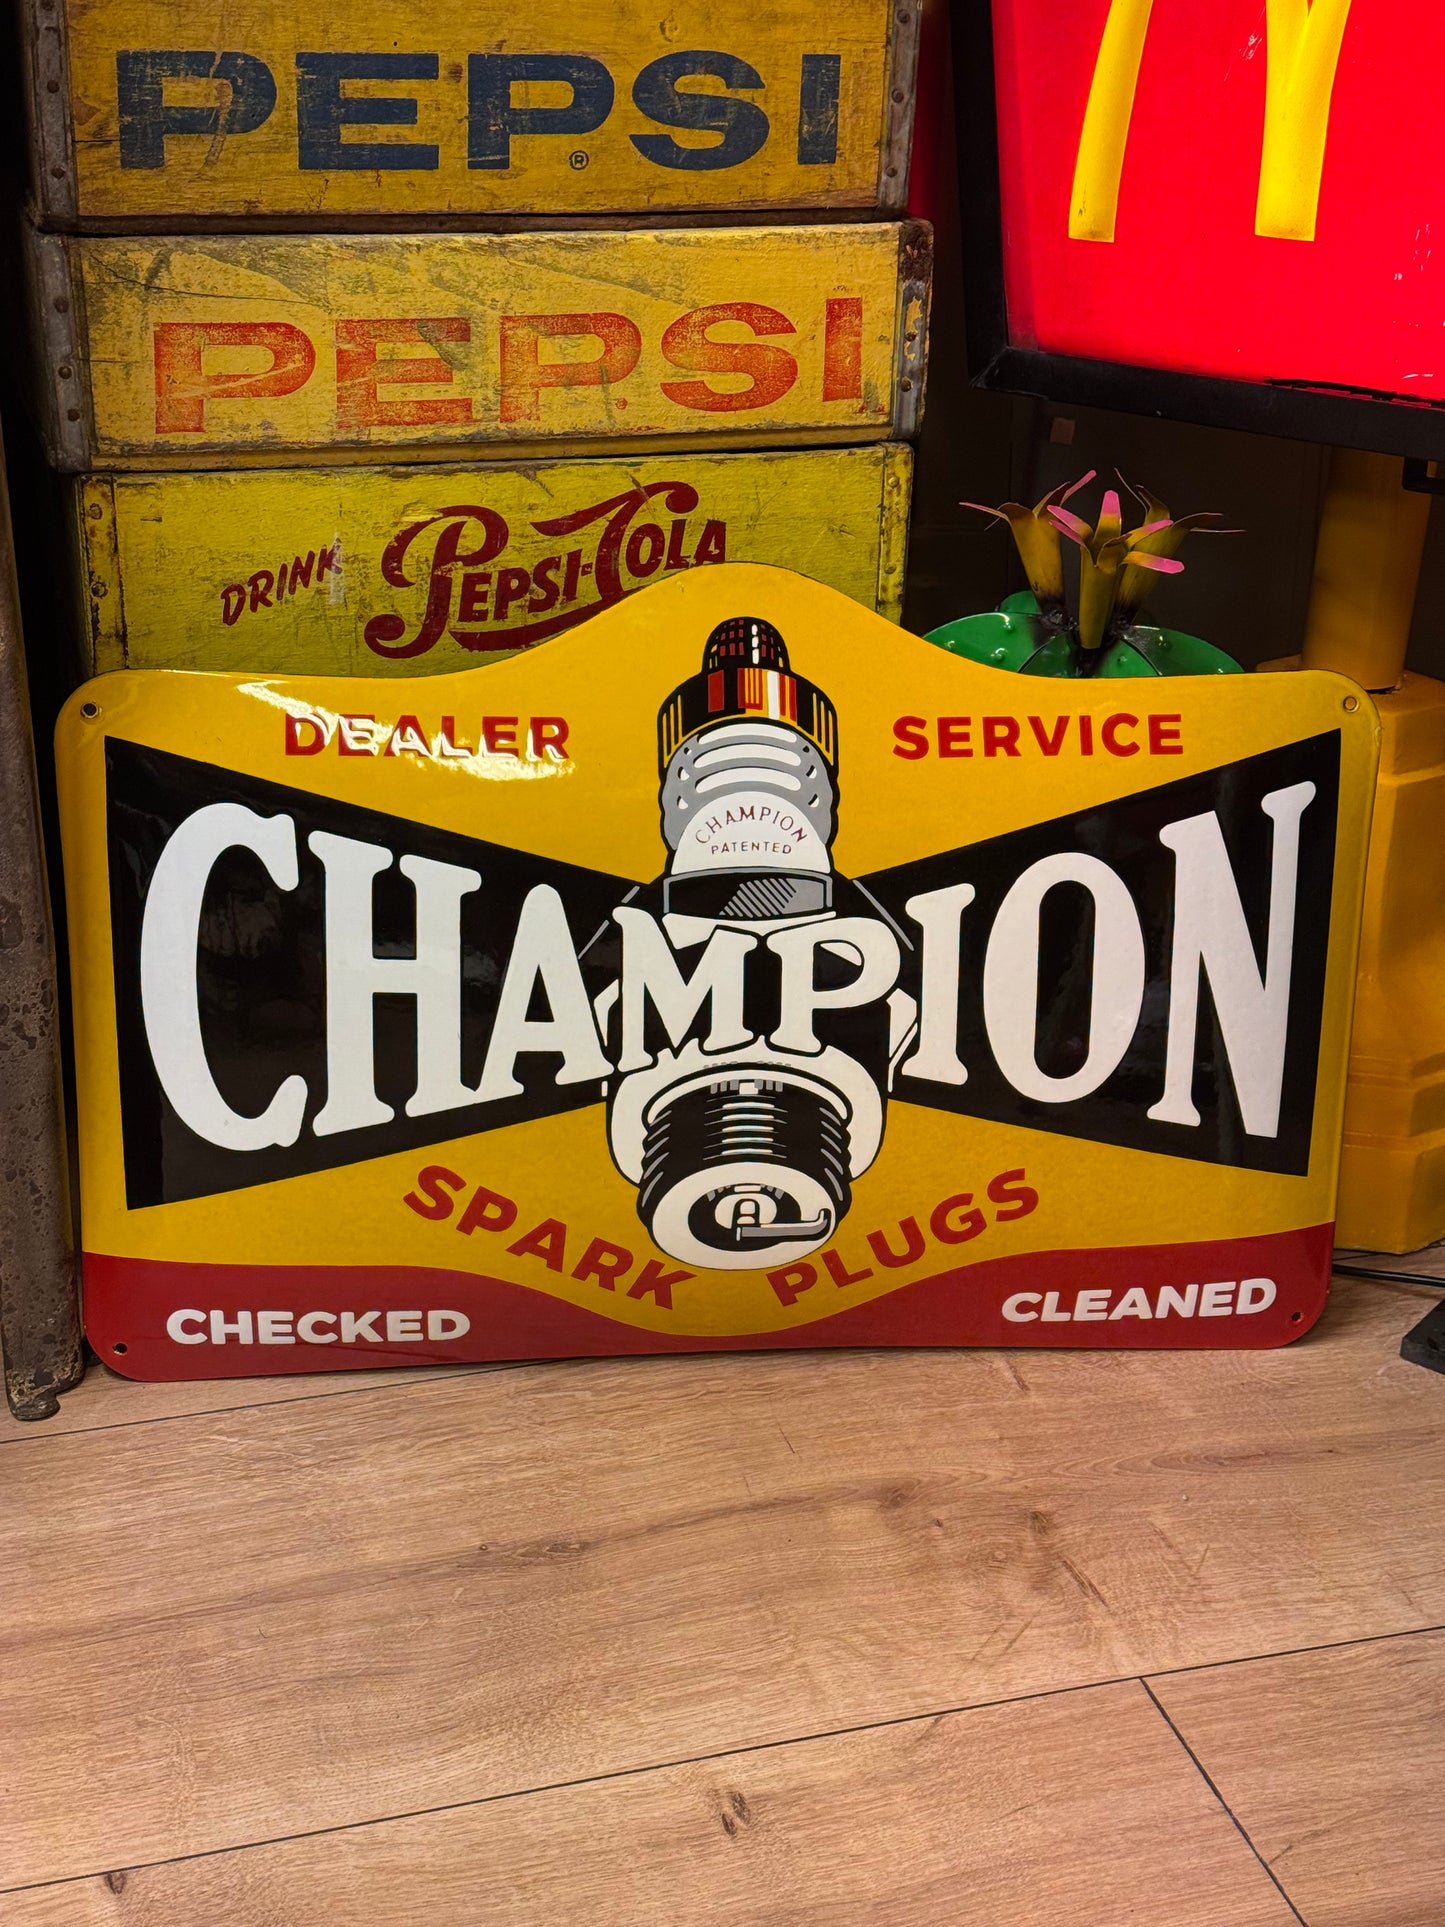 PEPSI
®
PEPSI
DRINK PEPSI-COLA
DEALER SERVICE
CHAMPION
PATENTED
CHAMPION
SPARK PLUGS
CHECKED CLEANED